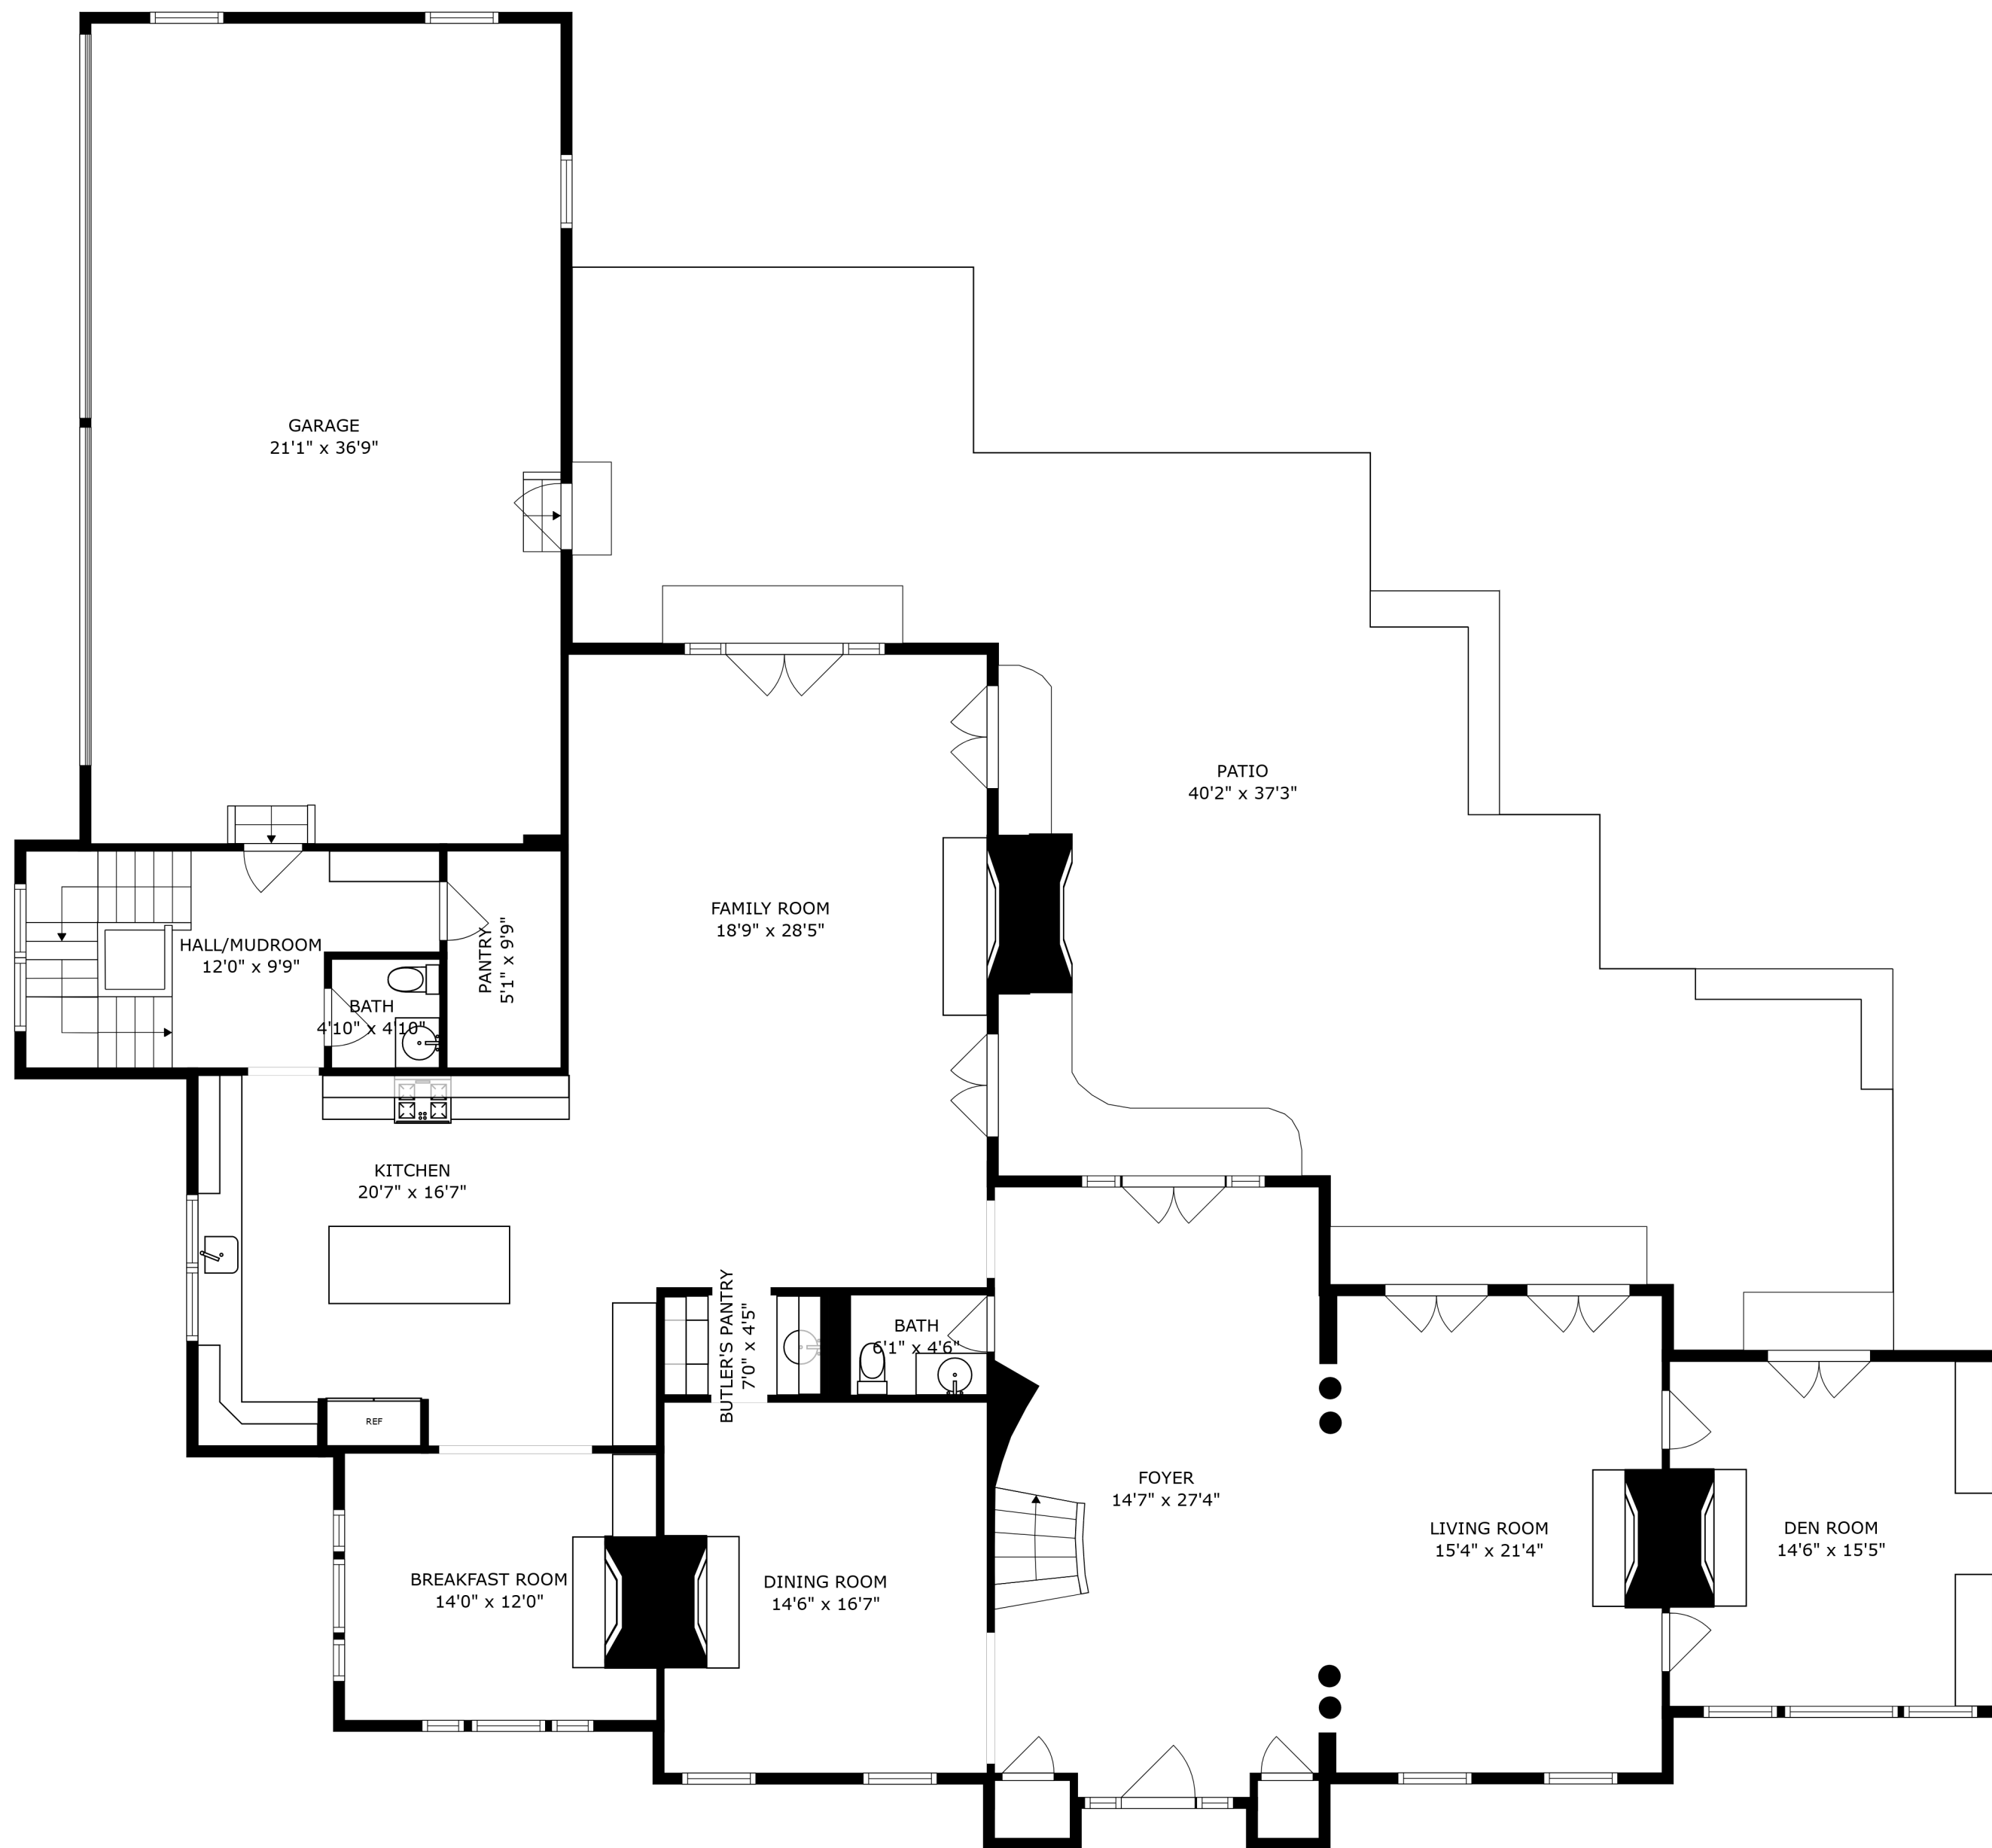 GARAGE
21'1" x 36'9"
PATIO
40'2" x 37'3"
FAMILY ROOM
18'9" x 28'5"
HALL/MUDROOM
12'0" x 9'9"
PANTRY
5'1" x 9'9"
BATH
4'10" x 4'10"
KITCHEN
20'7" x 16'7"
BUTLER'S PANTRY
7'0" x 4'5"
BATH
6'1" x 4'6"
REF
FOYER
14'7" x 27'4"
LIVING ROOM
15'4" x 21'4"
DEN ROOM
14'6" x 15'5"
BREAKFAST ROOM
14'0" x 12'0"
DINING ROOM
14'6" x 16'7"